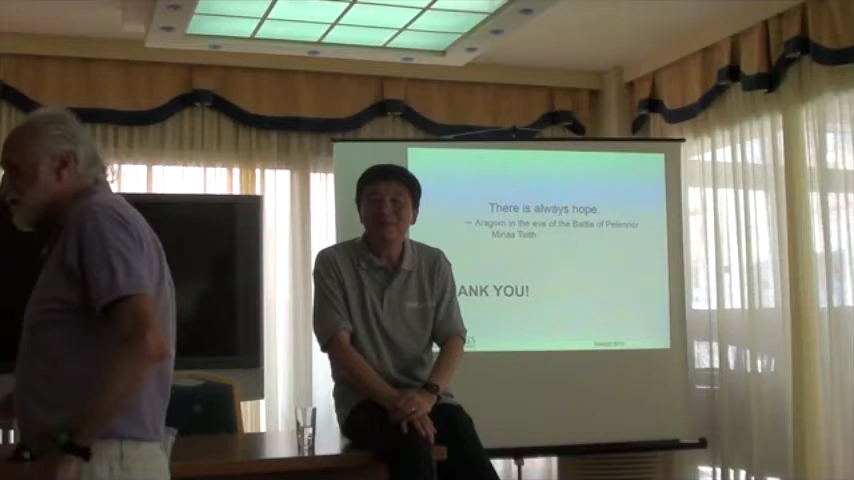 There is always hope.
— Aragorn in the eve of the Battle of Pelennor
Minas Tirith
ANK YOU!